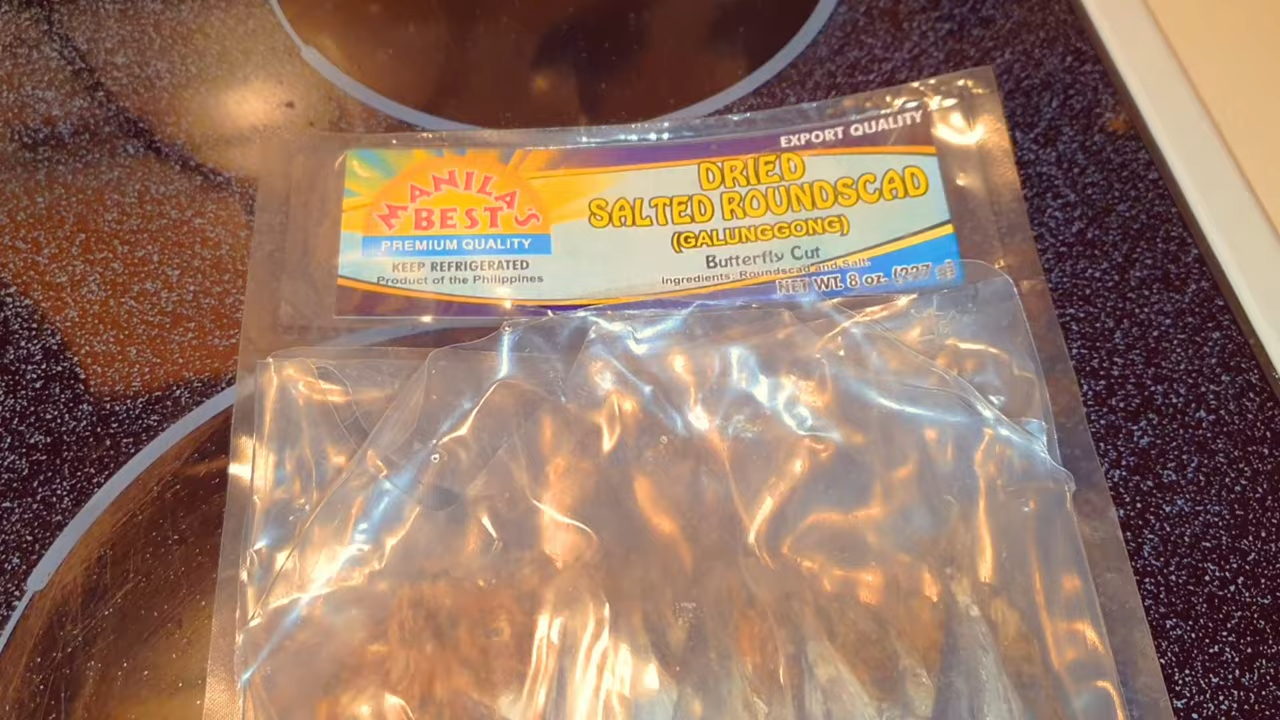 EXPORT QUALITY
MANILA'S
BEST
PREMIUM QUALITY
KEEP REFRIGERATED
Product of the Philippines
DRIED
SALTED ROUNDSCAD
(GALUNGGONG)
Butterfly Cut
Ingredients: Roundscad and Salt.
NET WT. 8 oz. (227 g)